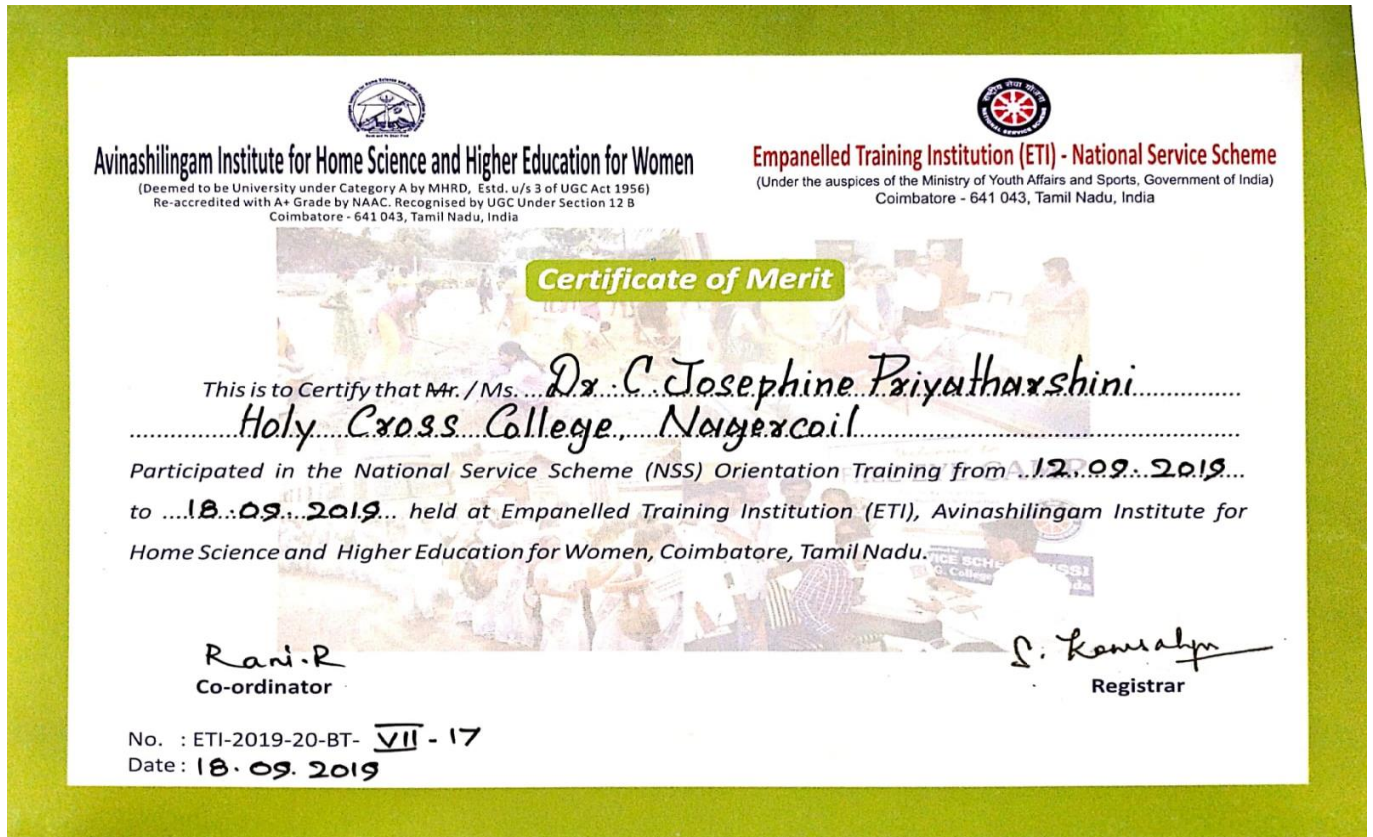 राष्ट्रीय सेवा योजना
NATIONAL SERVICE SCHEME
Avinashilingam Institute for Home Science and Higher Education for Women
(Deemed to be University under Category A by MHRD, Estd. u/s 3 of UGC Act 1956)
Re-accredited with A+ Grade by NAAC. Recognised by UGC Under Section 12 B
Coimbatore - 641 043, Tamil Nadu, India
Empanelled Training Institution (ETI) - National Service Scheme
(Under the auspices of the Ministry of Youth Affairs and Sports, Government of India)
Coimbatore - 641 043, Tamil Nadu, India
Certificate of Merit
This is to Certify that Mr. / Ms. Dr. C. Josephine Priyatharshini
Holy Cross College, Nagercoil
Participated in the National Service Scheme (NSS) Orientation Training from 12.09.2019
to 18.09.2019 held at Empanelled Training Institution (ETI), Avinashilingam Institute for
Home Science and Higher Education for Women, Coimbatore, Tamil Nadu.
Rani.R
Co-ordinator
S. Kowsalya
Registrar
No. : ETI-2019-20-BT- VII - 17
Date : 18.09.2019